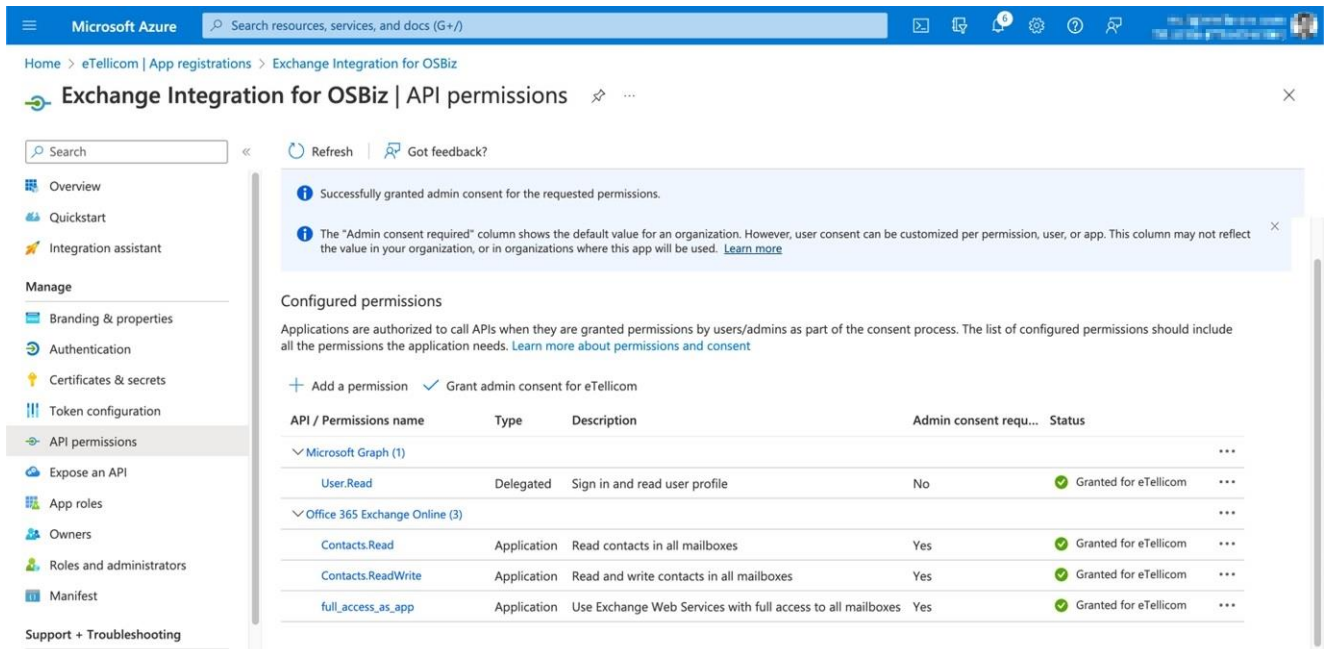 Microsoft Azure
Search resources, services, and docs (G+/)
6
Home > eTellicom | App registrations > Exchange Integration for OSBiz
Exchange Integration for OSBiz | API permissions
Search
Refresh
Got feedback?
Overview
Quickstart
Integration assistant
Manage
Branding & properties
Authentication
Certificates & secrets
Token configuration
API permissions
Expose an API
App roles
Owners
Roles and administrators
Manifest
Support + Troubleshooting
Successfully granted admin consent for the requested permissions.
The "Admin consent required" column shows the default value for an organization. However, user consent can be customized per permission, user, or app. This column may not reflect
the value in your organization, or in organizations where this app will be used. Learn more
Configured permissions
Applications are authorized to call APIs when they are granted permissions by users/admins as part of the consent process. The list of configured permissions should include
all the permissions the application needs. Learn more about permissions and consent
Add a permission Grant admin consent for eTellicom
API / Permissions name Type Description Admin consent requ... Status
Microsoft Graph (1)
User.Read Delegated Sign in and read user profile No Granted for eTellicom
Office 365 Exchange Online (3)
Contacts.Read Application Read contacts in all mailboxes Yes Granted for eTellicom
Contacts.ReadWrite Application Read and write contacts in all mailboxes Yes Granted for eTellicom
full_access_as_app Application Use Exchange Web Services with full access to all mailboxes Yes Granted for eTellicom